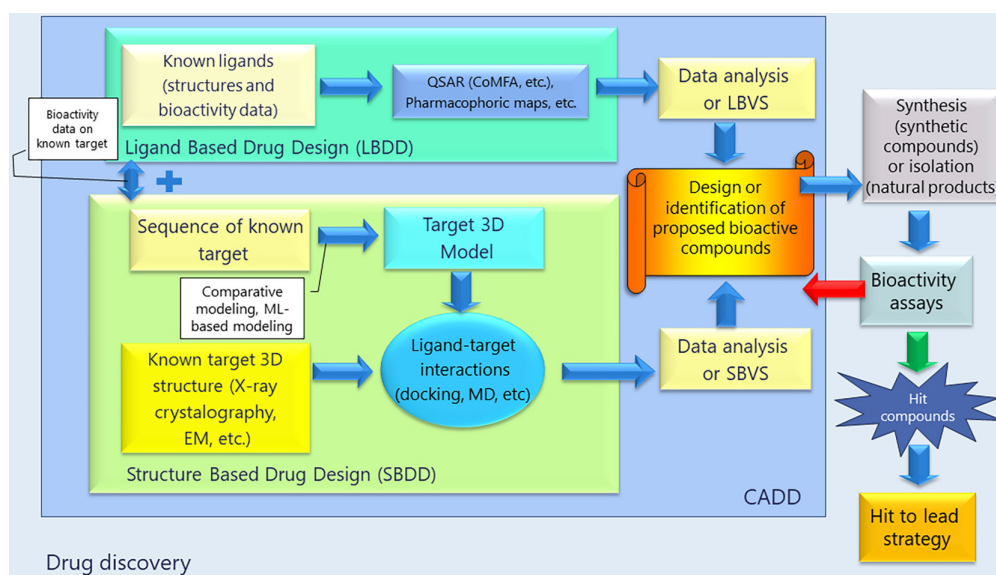 Known ligands
(structures and
bioactivity data)
QSAR (CoMFA, etc.),
Pharmacophoric maps, etc.
Data analysis
or LBVS
Ligand Based Drug Design (LBDD)
Bioactivity
data on
known target
Synthesis
(synthetic
compounds)
or isolation
(natural products)
Design or
identification of
proposed bioactive
compounds
Sequence of known
target
Target 3D
Model
Comparative
modeling, ML-
based modeling
Bioactivity
assays
Known target 3D
structure (X-ray
crystalography,
EM, etc.)
Ligand-target
interactions
(docking, MD, etc)
Data analysis
or SBVS
Hit
compounds
Structure Based Drug Design (SBDD)
CADD
Hit to lead
strategy
Drug discovery